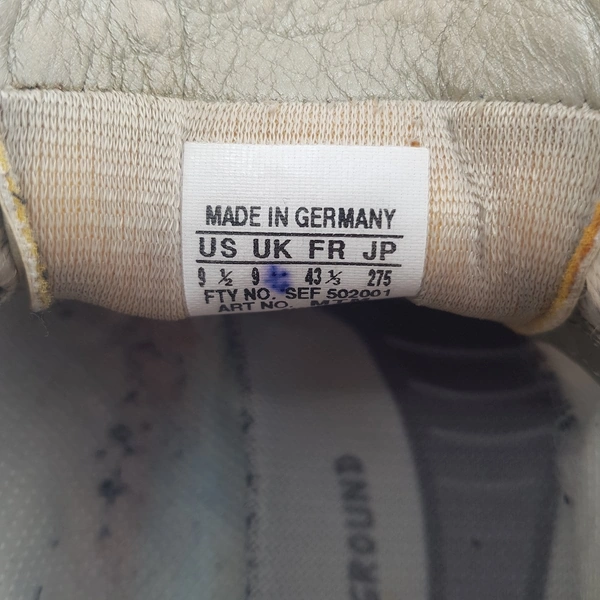 MADE IN GERMANY
US UK FR JP
9 ½ 9 43 ⅓ 275
FTY NO. SEF 502001
ART NO.
GROUND